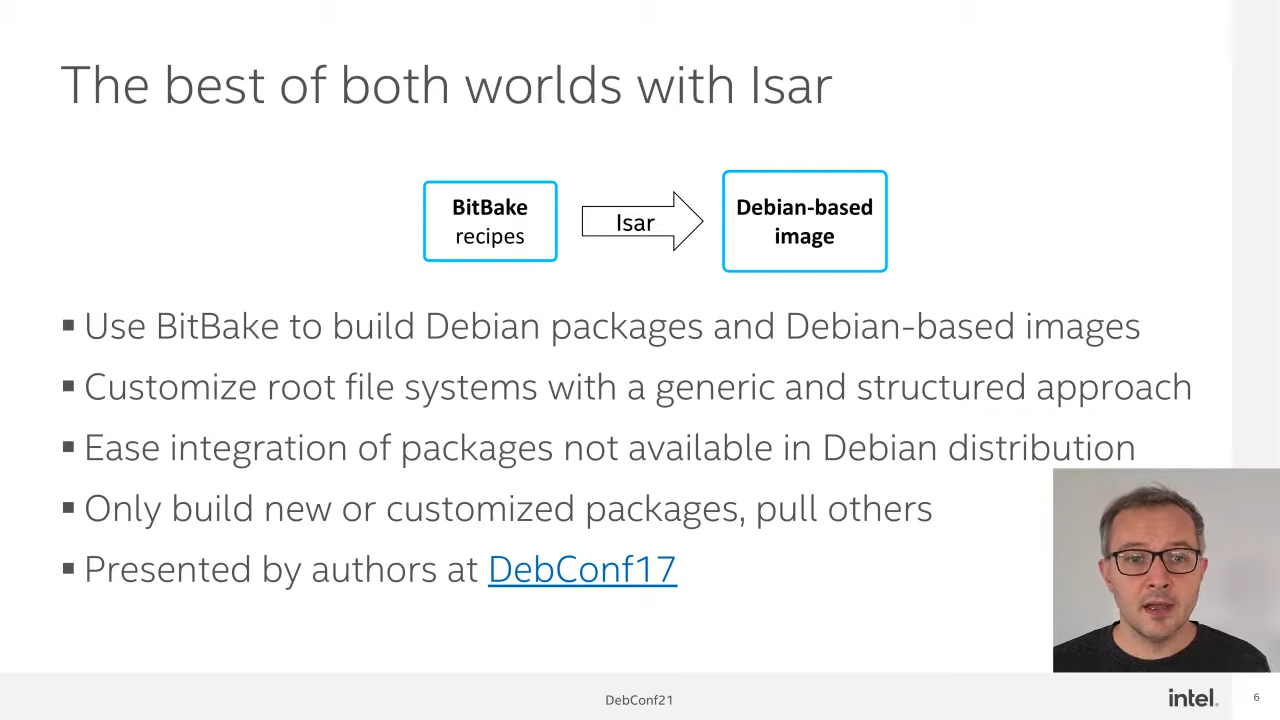 The best of both worlds with Isar
BitBake
recipes
Isar
Debian-based
image
▪ Use BitBake to build Debian packages and Debian-based images
▪ Customize root file systems with a generic and structured approach
▪ Ease integration of packages not available in Debian distribution
▪ Only build new or customized packages, pull others
▪ Presented by authors at DebConf17
DebConf21
intel.
6